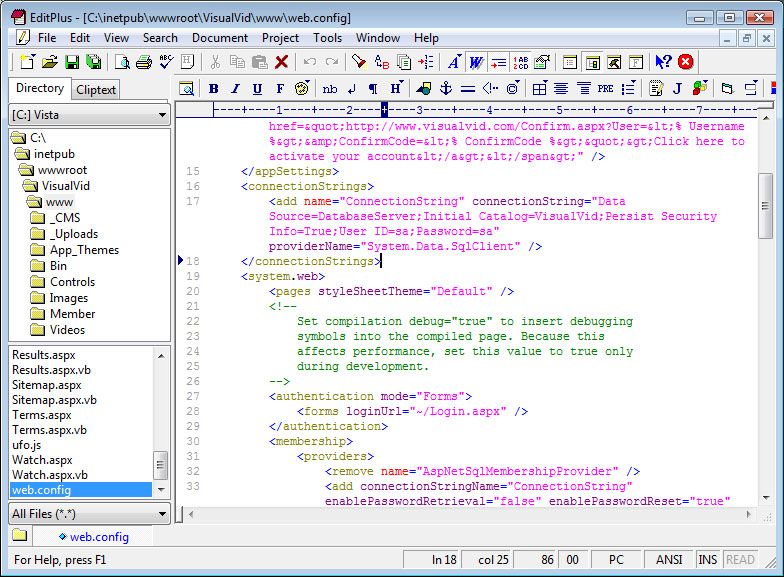 EditPlus - [C:\inetpub\wwwroot\VisualVid\www\web.config]
File Edit View Search Document Project Tools Window Help
B I U F nb ¶ H PRE J
Directory Cliptext
[C:] Vista
C:\
inetpub
wwwroot
VisualVid
www
_CMS
_Uploads
App_Themes
Bin
Controls
Images
Member
Videos
Results.aspx
Results.aspx.vb
Sitemap.aspx
Sitemap.aspx.vb
Terms.aspx
Terms.aspx.vb
ufo.js
Watch.aspx
Watch.aspx.vb
web.config
All Files (*.*)
----+----1----+----2----+----3----+----4----+----5----+----6----+----7----+--
href=&quot;http://www.visualvid.com/Confirm.aspx?User=&lt;% Username
%&gt;&amp;ConfirmCode=&lt;% ConfirmCode %&gt;&quot;&gt;Click here to
activate your account&lt;/a&gt;&lt;/span&gt;" />
15 </appSettings>
16 <connectionStrings>
17 <add name="ConnectionString" connectionString="Data
Source=DatabaseServer;Initial Catalog=VisualVid;Persist Security
Info=True;User ID=sa;Password=sa"
providerName="System.Data.SqlClient" />
18 </connectionStrings>
19 <system.web>
20 <pages styleSheetTheme="Default" />
21 <!--
22 Set compilation debug="true" to insert debugging
23 symbols into the compiled page. Because this
24 affects performance, set this value to true only
25 during development.
26 -->
27 <authentication mode="Forms">
28 <forms loginUrl="~/Login.aspx" />
29 </authentication>
30 <membership>
31 <providers>
32 <remove name="AspNetSqlMembershipProvider" />
33 <add connectionStringName="ConnectionString"
enablePasswordRetrieval="false" enablePasswordReset="true"
web.config
For Help, press F1 ln 18 col 25 86 00 PC ANSI INS READ